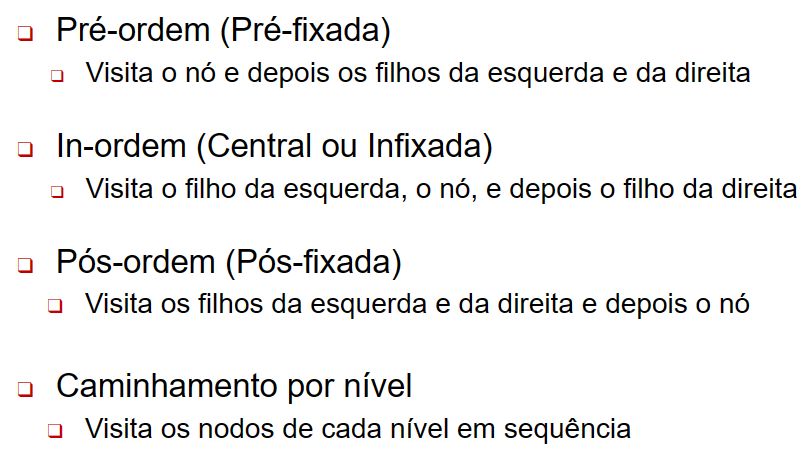 Pré-ordem (Pré-fixada)
Visita o nó e depois os filhos da esquerda e da direita
In-ordem (Central ou Infixada)
Visita o filho da esquerda, o nó, e depois o filho da direita
Pós-ordem (Pós-fixada)
Visita os filhos da esquerda e da direita e depois o nó
Caminhamento por nível
Visita os nodos de cada nível em sequência